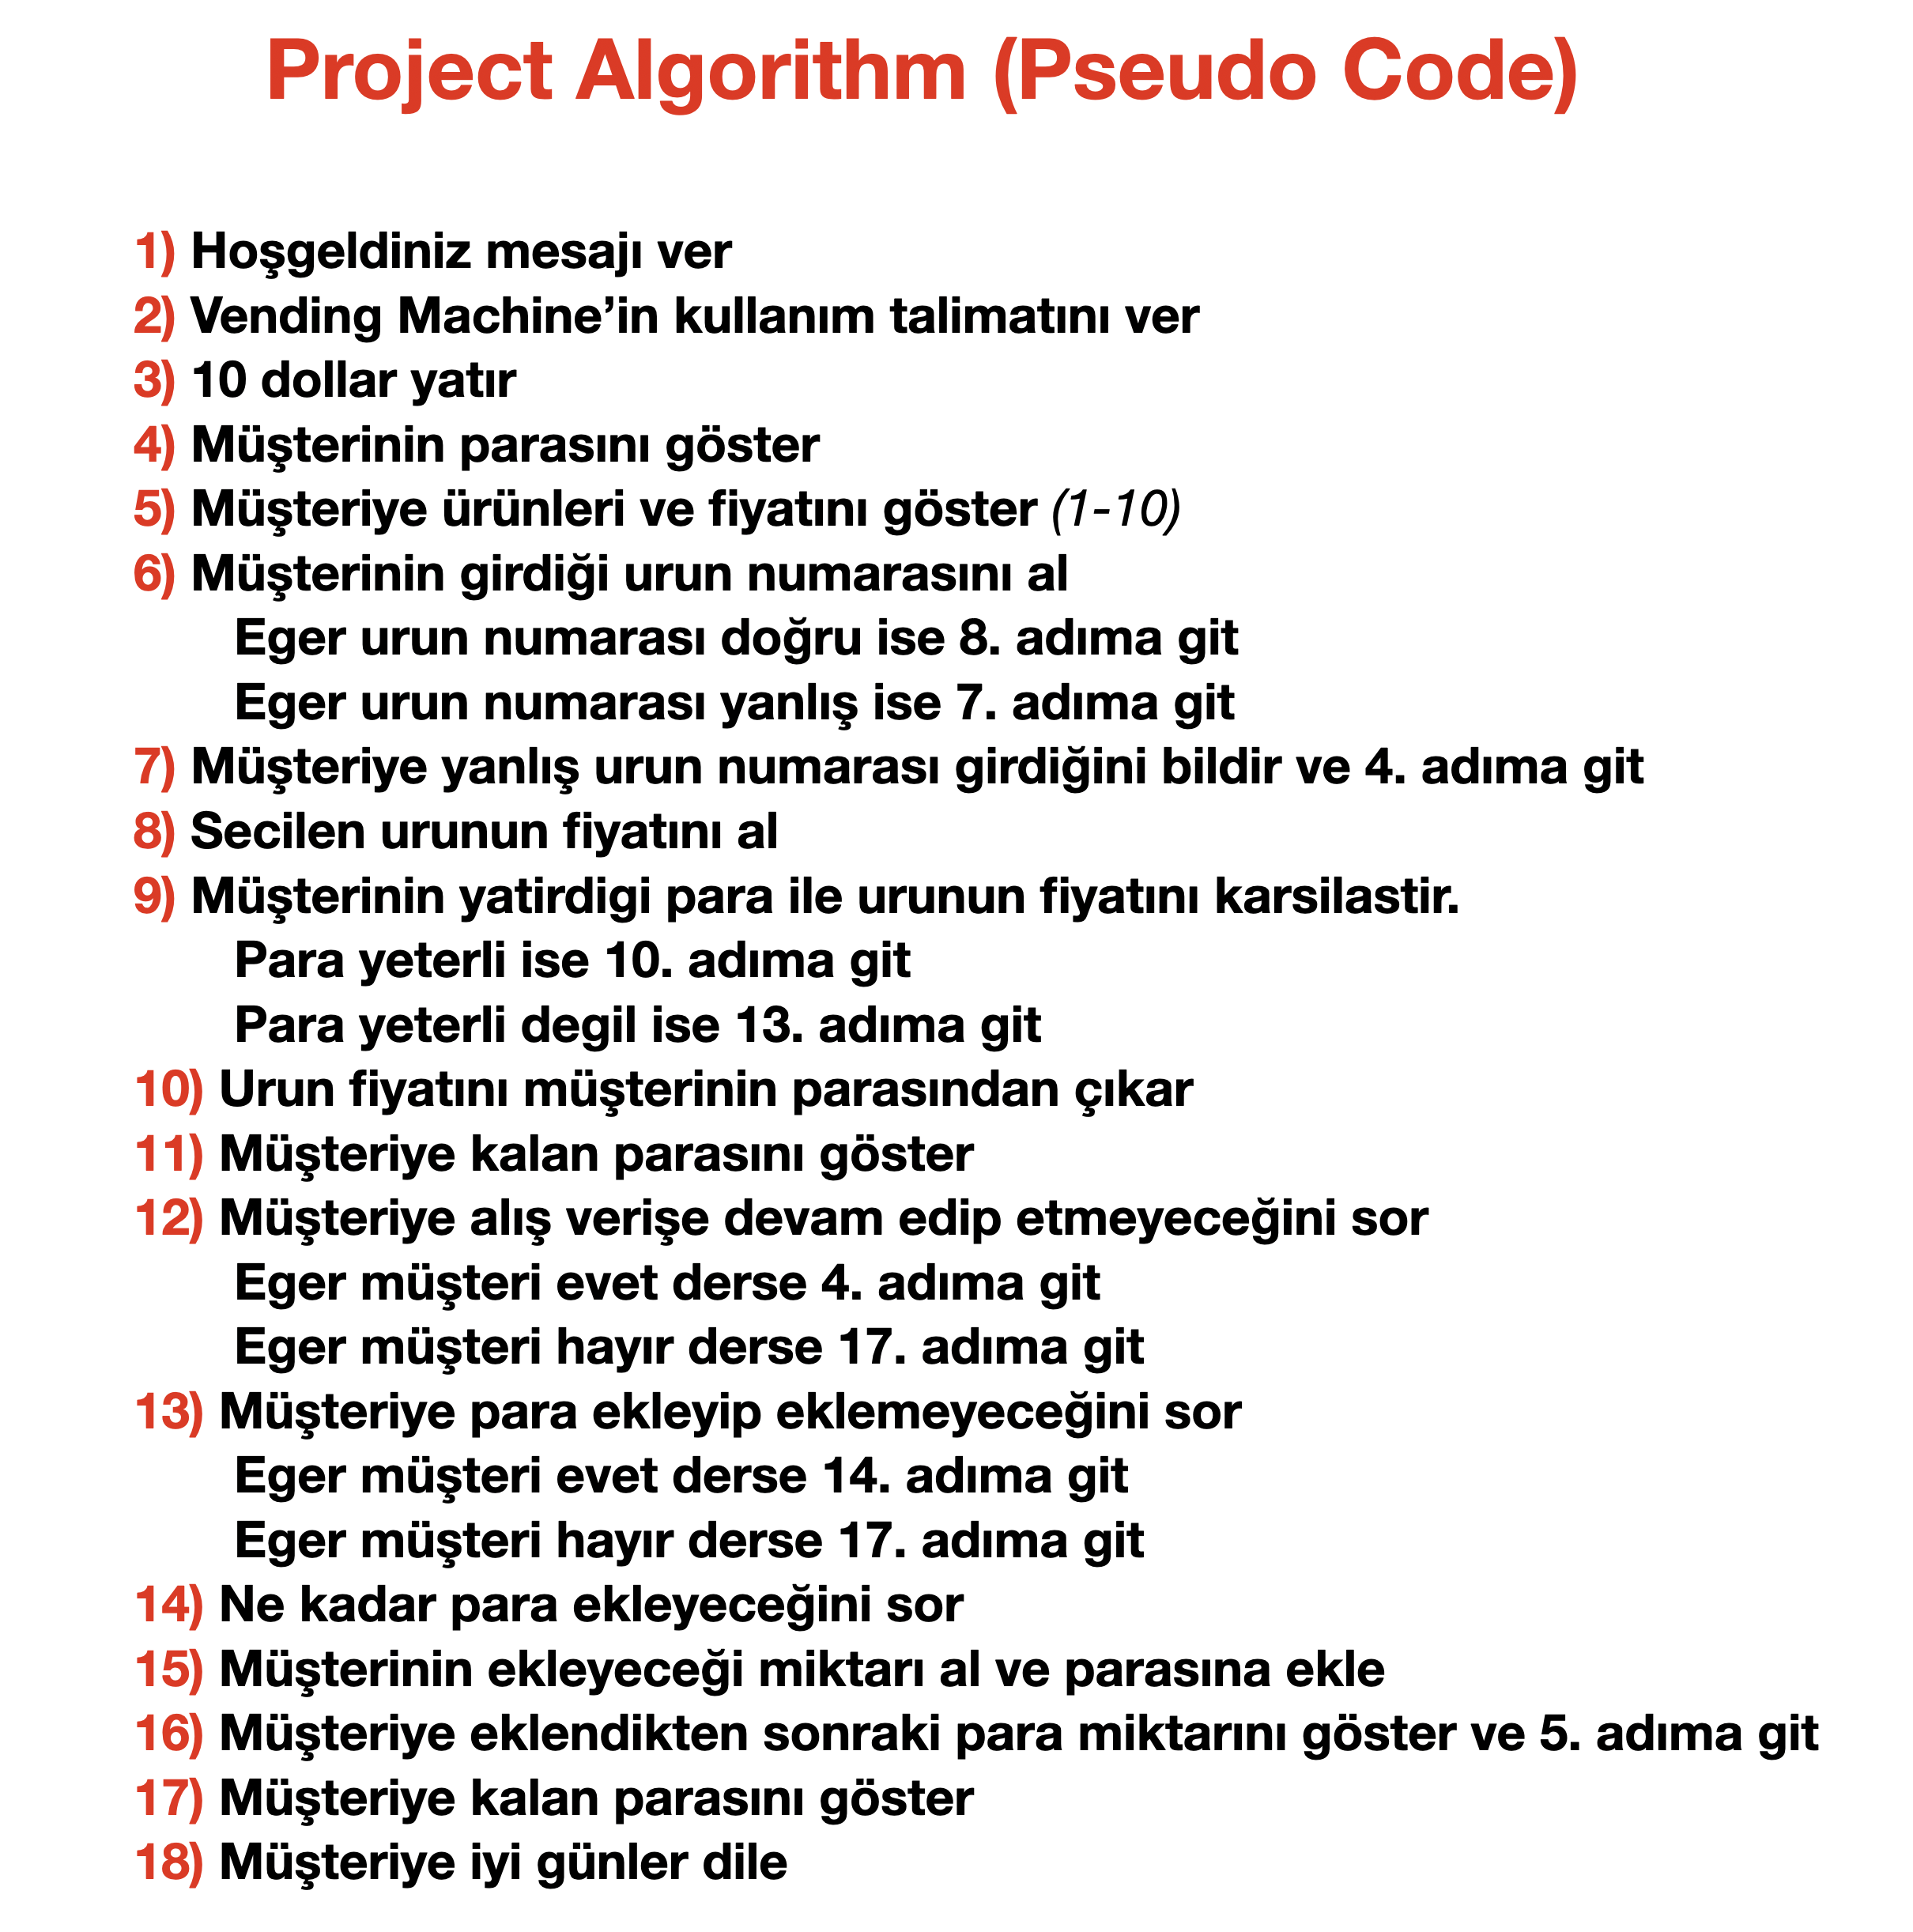 Project Algorithm (Pseudo Code)
1) Hoşgeldiniz mesajı ver
2) Vending Machine’in kullanım talimatını ver
3) 10 dollar yatır
4) Müşterinin parasını göster
5) Müşteriye ürünleri ve fiyatını göster (1-10)
6) Müşterinin girdiği urun numarasını al
Eger urun numarası doğru ise 8. adıma git
Eger urun numarası yanlış ise 7. adıma git
7) Müşteriye yanlış urun numarası girdiğini bildir ve 4. adıma git
8) Secilen urunun fiyatını al
9) Müşterinin yatirdigi para ile urunun fiyatını karsilastir.
Para yeterli ise 10. adıma git
Para yeterli degil ise 13. adıma git
10) Urun fiyatını müşterinin parasından çıkar
11) Müşteriye kalan parasını göster
12) Müşteriye alış verişe devam edip etmeyeceğini sor
Eger müşteri evet derse 4. adıma git
Eger müşteri hayır derse 17. adıma git
13) Müşteriye para ekleyip eklemeyeceğini sor
Eger müşteri evet derse 14. adıma git
Eger müşteri hayır derse 17. adıma git
14) Ne kadar para ekleyeceğini sor
15) Müşterinin ekleyeceği miktarı al ve parasına ekle
16) Müşteriye eklendikten sonraki para miktarını göster ve 5. adıma git
17) Müşteriye kalan parasını göster
18) Müşteriye iyi günler dile